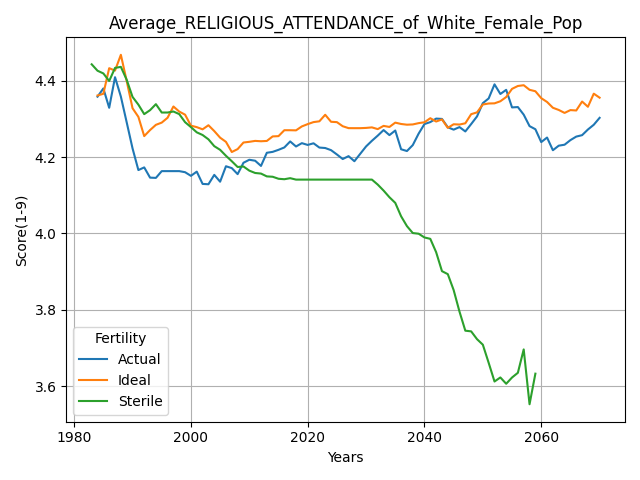 Average_RELIGIOUS_ATTENDANCE_of_White_Female_Pop
Score(1-9)
4.4
4.2
4.0
3.8
3.6
Fertility
Actual
Ideal
Sterile
1980
2000
2020
2040
2060
Years